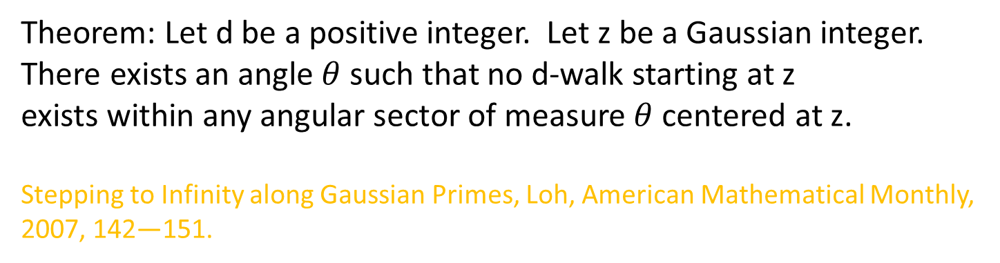 Theorem: Let d be a positive integer.  Let z be a Gaussian integer.
There exists an angle θ such that no d-walk starting at z
exists within any angular sector of measure θ centered at z.
Stepping to Infinity along Gaussian Primes, Loh, American Mathematical Monthly,
2007, 142—151.